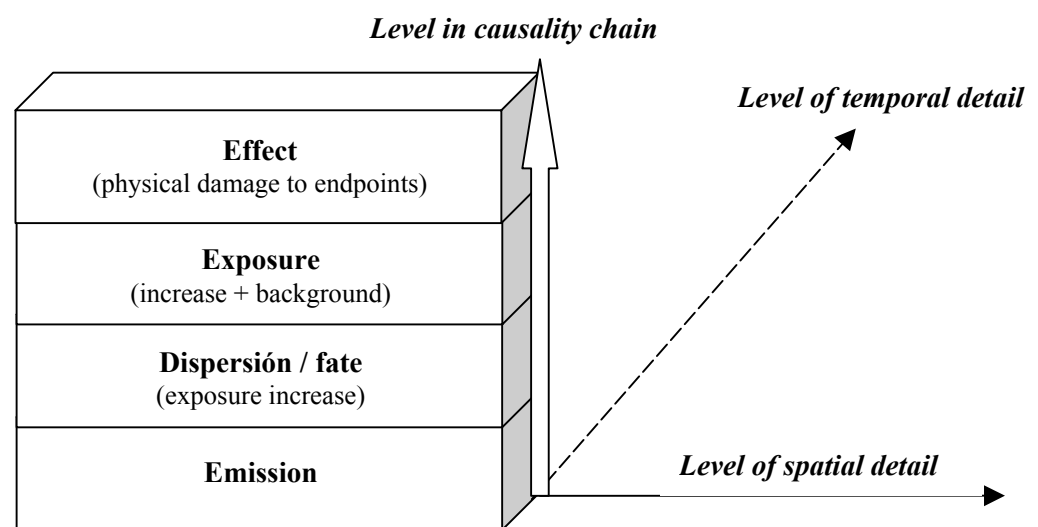 Level in causality chain
Level of temporal detail
Effect
(physical damage to endpoints)
Exposure
(increase + background)
Dispersión / fate
(exposure increase)
Emission
Level of spatial detail